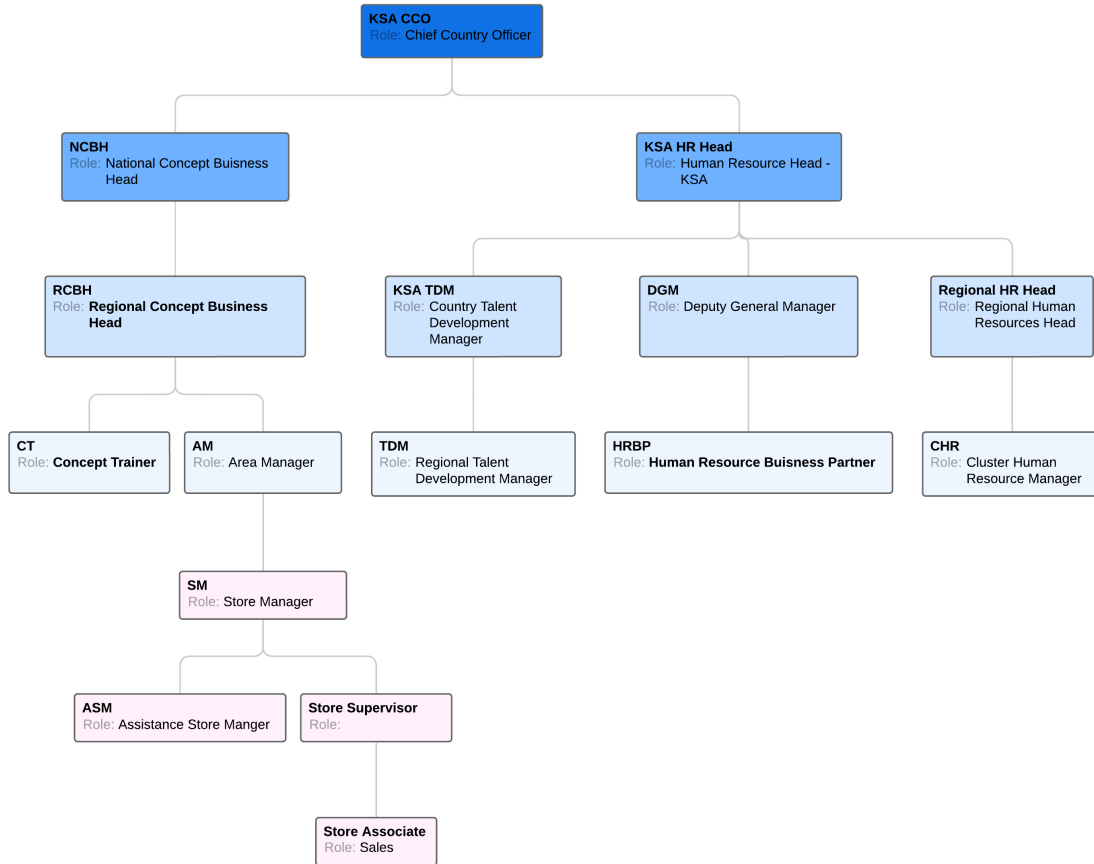 KSA CCO
Role: Chief Country Officer
NCBH
Role: National Concept Buisness
Head
KSA HR Head
Role: Human Resource Head -
KSA
RCBH
Role: Regional Concept Business
Head
KSA TDM
Role: Country Talent
Development
Manager
DGM
Role: Deputy General Manager
Regional HR Head
Role: Regional Human
Resources Head
CT
Role: Concept Trainer
AM
Role: Area Manager
TDM
Role: Regional Talent
Development Manager
HRBP
Role: Human Resource Buisness Partner
CHR
Role: Cluster Human
Resource Manager
SM
Role: Store Manager
ASM
Role: Assistance Store Manger
Store Supervisor
Role:
Store Associate
Role: Sales